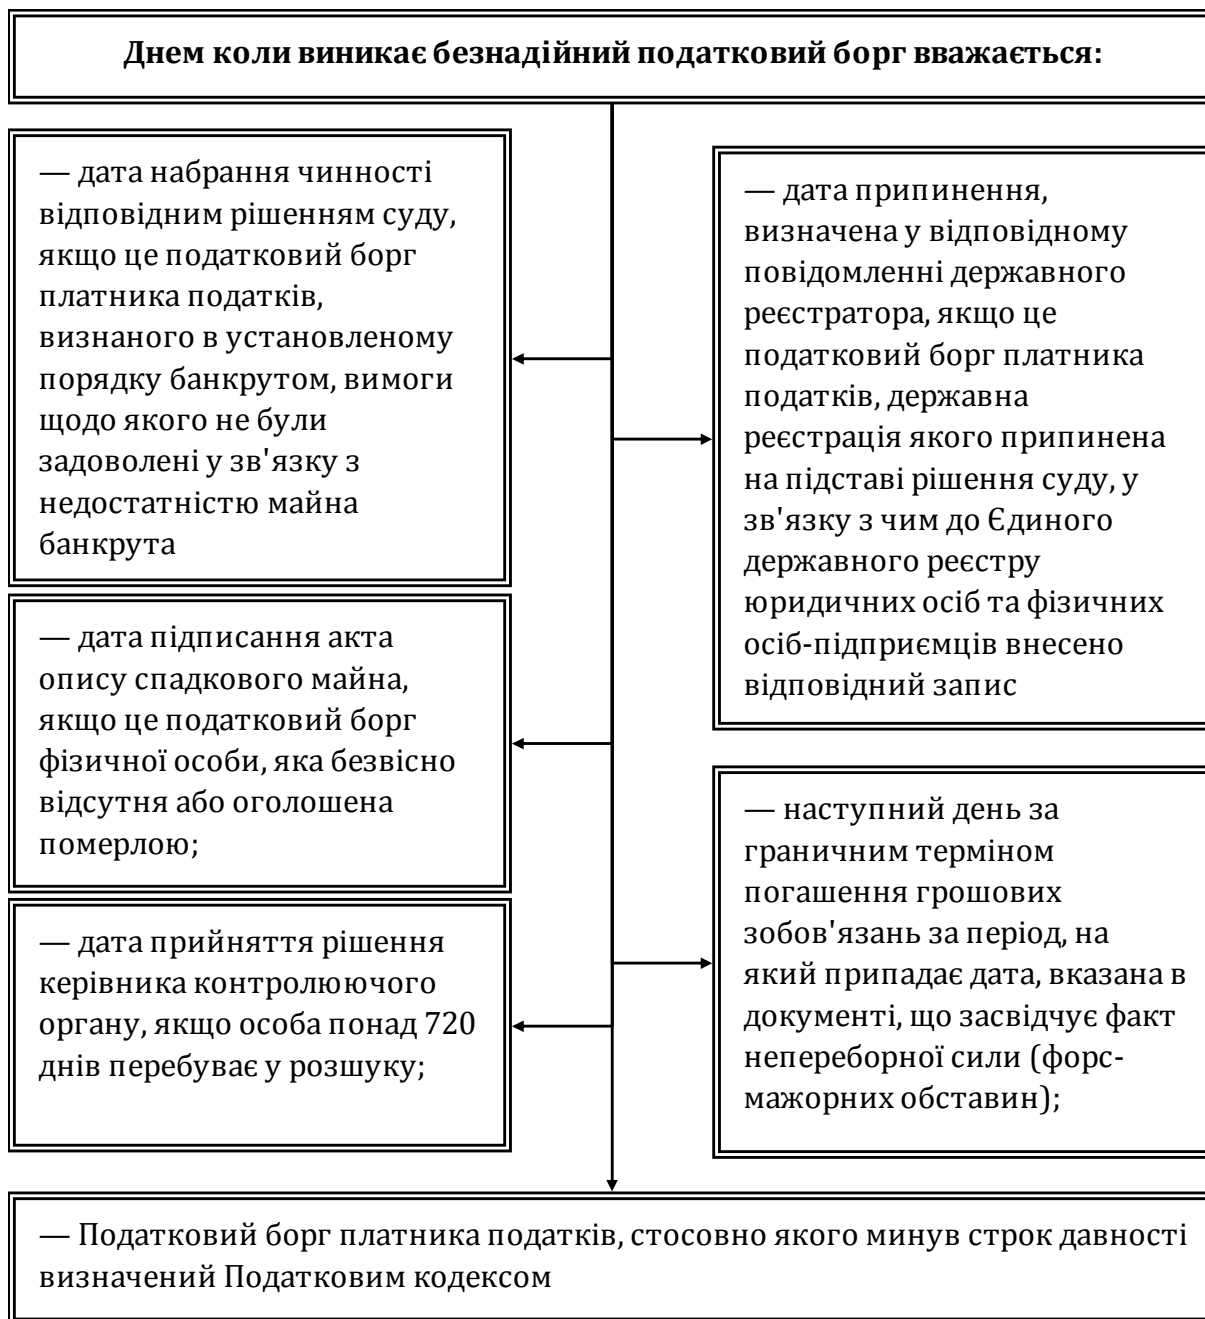 Днем коли виникає безнадійний податковий борг вважається:
— дата набрання чинності
відповідним рішенням суду,
якщо це податковий борг
платника податків,
визнаного в установленому
порядку банкрутом, вимоги
щодо якого не були
задоволені у зв'язку з
недостатністю майна
банкрута
— дата підписання акта
опису спадкового майна,
якщо це податковий борг
фізичної особи, яка безвісно
відсутня або оголошена
померлою;
— дата прийняття рішення
керівника контролюючого
органу, якщо особа понад 720
днів перебуває у розшуку;
— дата припинення,
визначена у відповідному
повідомленні державного
реєстратора, якщо це
податковий борг платника
податків, державна
реєстрація якого припинена
на підставі рішення суду, у
зв'язку з чим до Єдиного
державного реєстру
юридичних осіб та фізичних
осіб-підприємців внесено
відповідний запис
— наступний день за
граничним терміном
погашення грошових
зобов'язань за період, на
який припадає дата, вказана в
документі, що засвідчує факт
непереборної сили (форс-
мажорних обставин);
— Податковий борг платника податків, стосовно якого минув строк давності
визначений Податковим кодексом